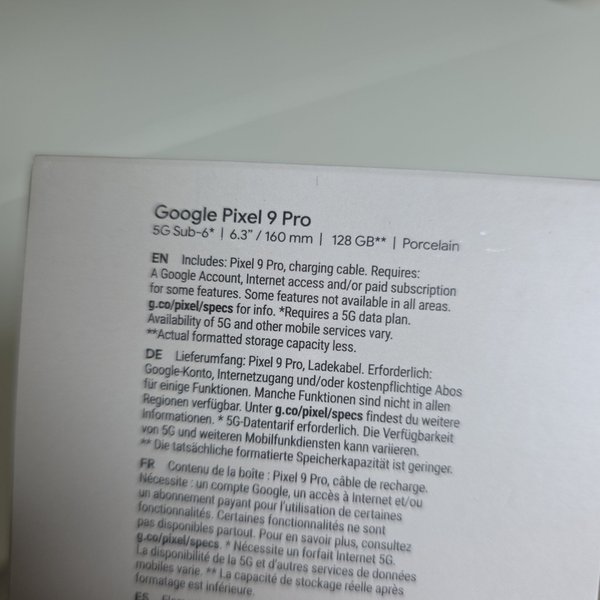 Google Pixel 9 Pro
5G Sub-6* | 6.3" / 160 mm | 128 GB** | Porcelain
EN Includes: Pixel 9 Pro, charging cable. Requires:
A Google Account, Internet access and/or paid subscription
for some features. Some features not available in all areas.
g.co/pixel/specs for info. *Requires a 5G data plan.
Availability of 5G and other mobile services vary.
**Actual formatted storage capacity less.
DE Lieferumfang: Pixel 9 Pro, Ladekabel. Erforderlich:
Google-Konto, Internetzugang und/oder kostenpflichtige Abos
für einige Funktionen. Manche Funktionen sind nicht in allen
Regionen verfügbar. Unter g.co/pixel/specs findest du weitere
Informationen. * 5G-Datentarif erforderlich. Die Verfügbarkeit
von 5G und weiteren Mobilfunkdiensten kann variieren.
** Die tatsächliche formatierte Speicherkapazität ist geringer.
FR Contenu de la boîte : Pixel 9 Pro, câble de recharge.
Nécessite : un compte Google, un accès à Internet et/ou
un abonnement payant pour l'utilisation de certaines
fonctionnalités. Certaines fonctionnalités ne sont
pas disponibles partout. Pour en savoir plus, consultez
g.co/pixel/specs. * Nécessite un forfait Internet 5G.
La disponibilité de la 5G et d'autres services de données
mobiles varie. ** La capacité de stockage réelle après
formatage est inférieure.
ES